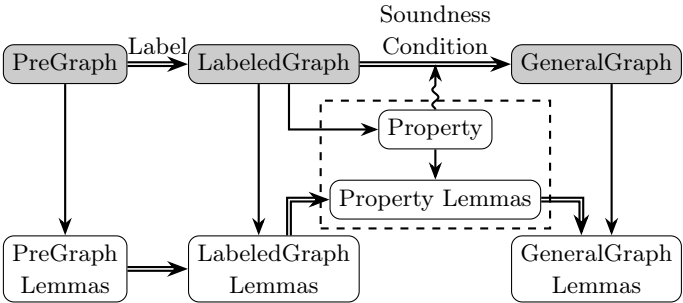 Soundness
Label
Condition
PreGraph
LabeledGraph
GeneralGraph
Property
Property Lemmas
PreGraph
Lemmas
LabeledGraph
Lemmas
GeneralGraph
Lemmas